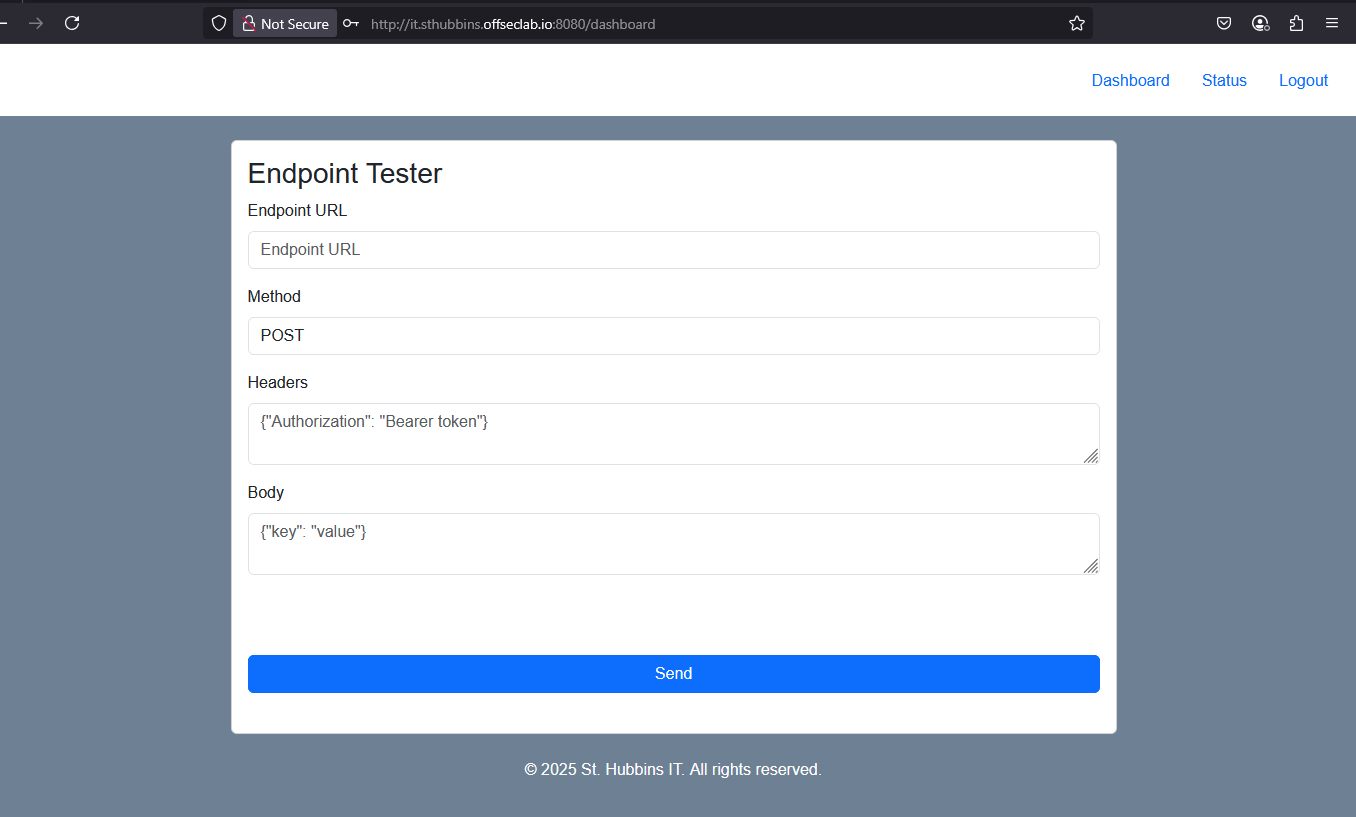 Not Secure http://it.sthubbins.offseclab.io:8080/dashboard
Dashboard Status Logout
Endpoint Tester
Endpoint URL
Endpoint URL
Method
POST
Headers
{"Authorization": "Bearer token"}
Body
{"key": "value"}
Send
© 2025 St. Hubbins IT. All rights reserved.